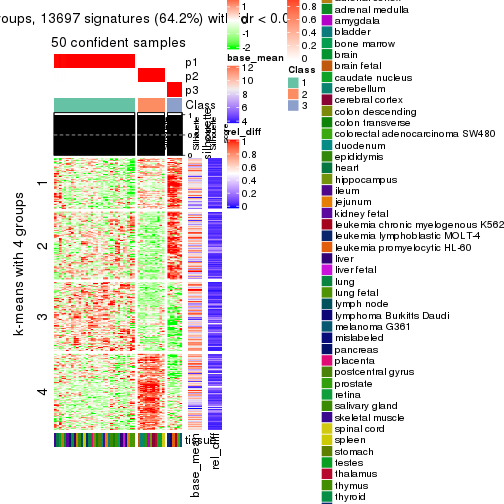 oups, 13697 signatures (64.2%) with
dr < 0.0
50 confident samples
p1
p2
p3
Class
1
0
k-means with 4 groups
1
2
3
4
tissue
base_mean
rel_diff
1
0
-1
-2
base_mean
12
10
8
6
4
rel_diff
0.8
0.6
0.4
0.2
0
0.8
0.6
0.4
0.2
0
Class
1
2
3
adrenal medulla
amygdala
bladder
bone marrow
brain
brain fetal
caudate nucleus
cerebellum
cerebral cortex
colon descending
colon transverse
colorectal adenocarcinoma SW480
duodenum
epididymis
heart
hippocampus
ileum
jejunum
kidney fetal
leukemia chronic myelogenous K562
leukemia lymphoblastic MOLT-4
leukemia promyelocytic HL-60
liver
liver fetal
lung
lung fetal
lymph node
lymphoma Burkitts Daudi
melanoma G361
mislabeled
pancreas
placenta
postcentral gyrus
prostate
retina
salivary gland
skeletal muscle
spinal cord
spleen
stomach
testes
thalamus
thymus
thyroid